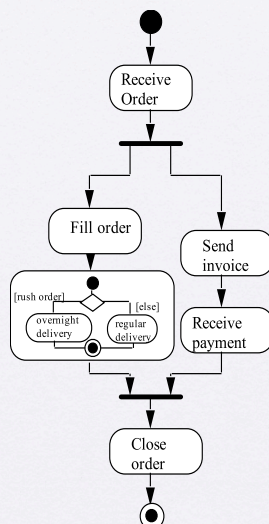 Receive
Order
Fill order
Send
invoice
[rush order]
[else]
overnight
delivery
regular
delivery
Receive
payment
Close
order